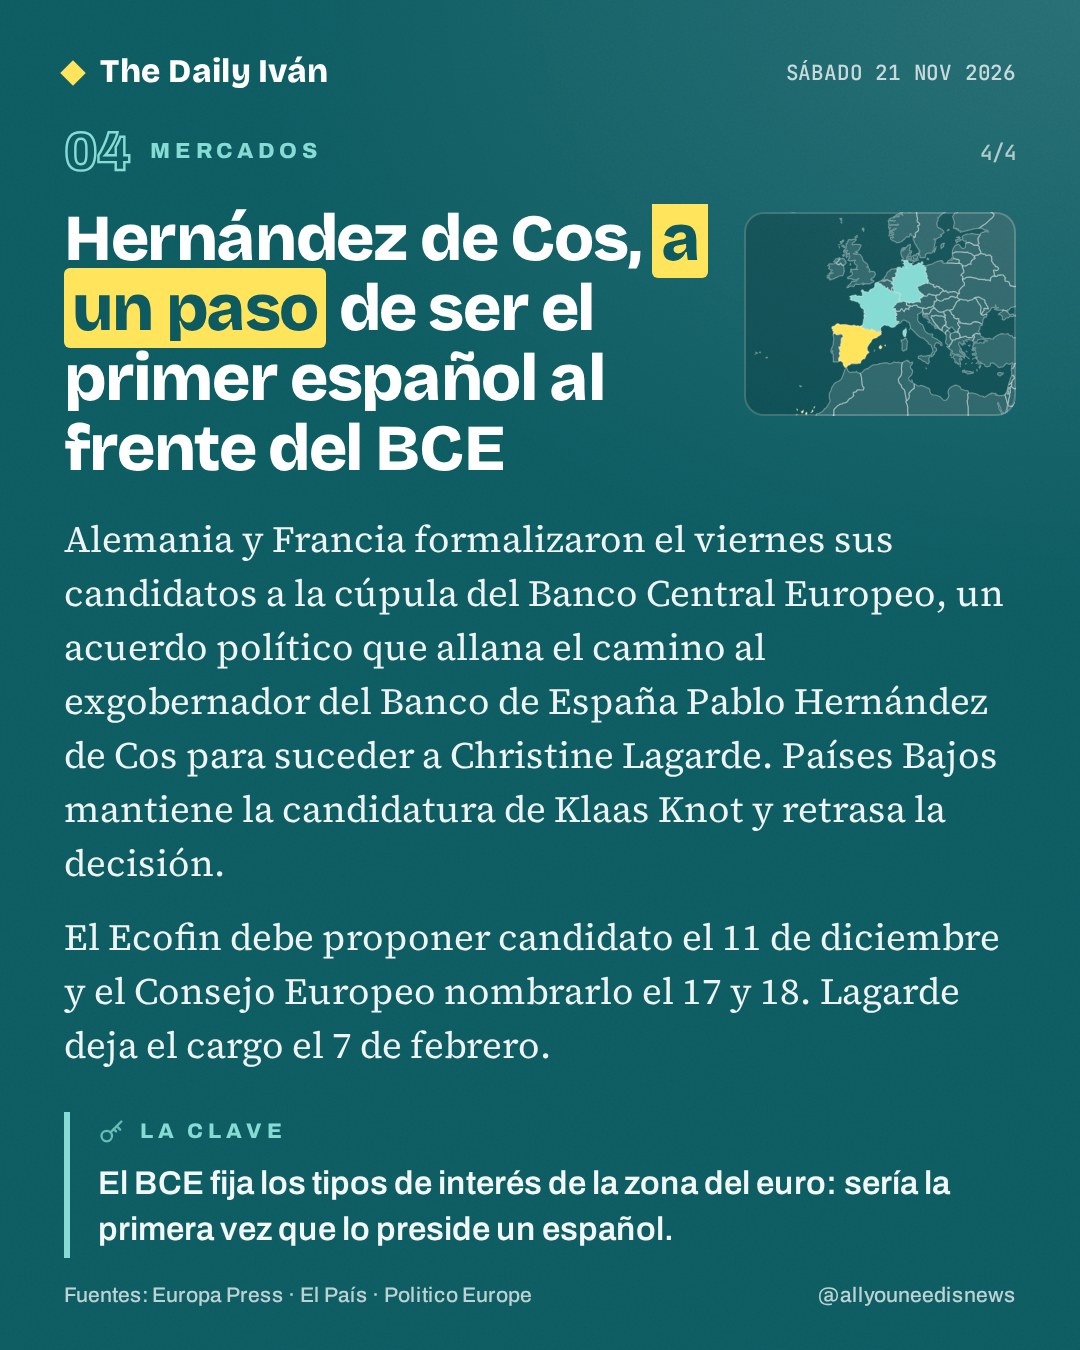 The Daily Iván
SÁBADO 21 NOV 2026
04 MERCADOS
4/4
Hernández de Cos, a
un paso de ser el
primer español al
frente del BCE
Alemania y Francia formalizaron el viernes sus
candidatos a la cúpula del Banco Central Europeo, un
acuerdo político que allana el camino al
exgobernador del Banco de España Pablo Hernández
de Cos para suceder a Christine Lagarde. Países Bajos
mantiene la candidatura de Klaas Knot y retrasa la
decisión.
El Ecofin debe proponer candidato el 11 de diciembre
y el Consejo Europeo nombrarlo el 17 y 18. Lagarde
deja el cargo el 7 de febrero.
LA CLAVE
El BCE fija los tipos de interés de la zona del euro: sería la
primera vez que lo preside un español.
Fuentes: Europa Press · El País · Politico Europe
@allyouneedisnews